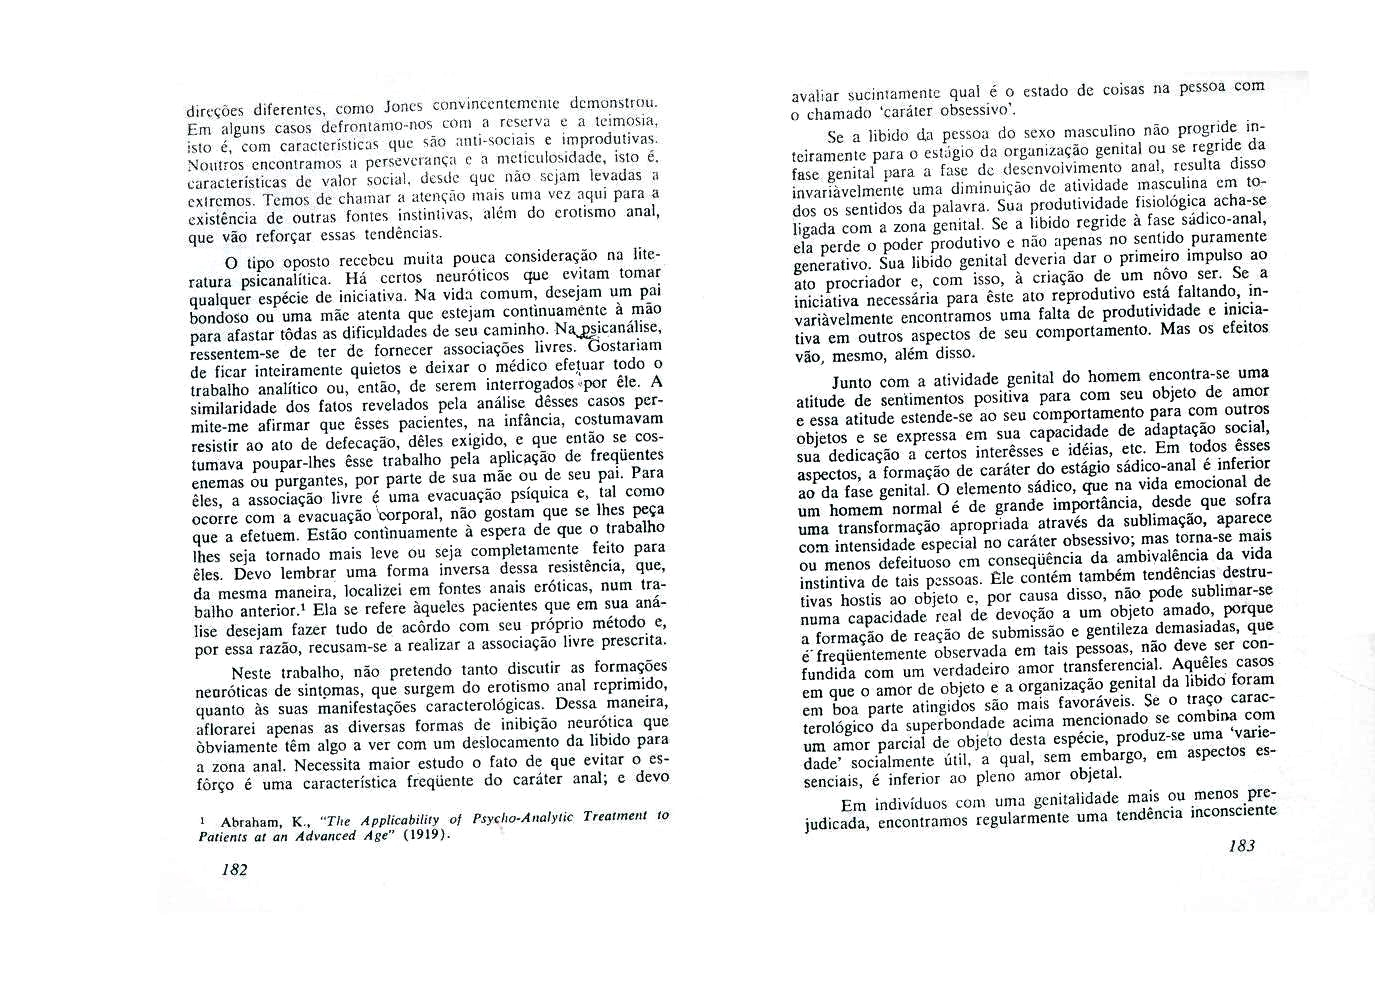 direções diferentes, como Jones convincentemente demonstrou.
Em alguns casos defrontamo-nos com a reserva e a teimosia,
isto é, com características que são anti-sociais e improdutivas.
Noutros encontramos a perseverança e a meticulosidade, isto é,
características de valor social, desde que não sejam levadas a
extremos. Temos de chamar a atenção mais uma vez aqui para a
existência de outras fontes instintivas, além do erotismo anal,
que vão reforçar essas tendências.
O tipo oposto recebeu muita pouca consideração na lite-
ratura psicanalítica. Há certos neuróticos que evitam tomar
qualquer espécie de iniciativa. Na vida comum, desejam um pai
bondoso ou uma mãe atenta que estejam contìnuamente à mão
para afastar tôdas as dificuldades de seu caminho. Na psicanálise,
ressentem-se de ter de fornecer associações livres. Gostariam
de ficar inteiramente quietos e deixar o médico efetuar todo o
trabalho analítico ou, então, de serem interrogados por êle. A
similaridade dos fatos revelados pela análise dêsses casos per-
mite-me afirmar que êsses pacientes, na infância, costumavam
resistir ao ato de defecação, dêles exigido, e que então se cos-
tumava poupar-lhes êsse trabalho pela aplicação de freqüentes
enemas ou purgantes, por parte de sua mãe ou de seu pai. Para
êles, a associação livre é uma evacuação psíquica e, tal como
ocorre com a evacuação corporal, não gostam que se lhes peça
que a efetuem. Estão contìnuamente à espera de que o trabalho
lhes seja tornado mais leve ou seja completamente feito para
êles. Devo lembrar uma forma inversa dessa resistência, que,
da mesma maneira, localizei em fontes anais eróticas, num tra-
balho anterior.¹ Ela se refere àqueles pacientes que em sua aná-
lise desejam fazer tudo de acôrdo com seu próprio método e,
por essa razão, recusam-se a realizar a associação livre prescrita.
Neste trabalho, não pretendo tanto discutir as formações
neuróticas de sintomas, que surgem do erotismo anal reprimido,
quanto às suas manifestações caracterológicas. Dessa maneira,
aflorarei apenas as diversas formas de inibição neurótica que
òbviamente têm algo a ver com um deslocamento da libido para
a zona anal. Necessita maior estudo o fato de que evitar o es-
fôrço é uma característica freqüente do caráter anal; e devo
¹ Abraham, K., "The Applicability of Psycho-Analytic Treatment to
Patients at an Advanced Age" (1919).
182
avaliar sucintamente qual é o estado de coisas na pessoa com
o chamado 'caráter obsessivo'.
Se a libido da pessoa do sexo masculino não progride in-
teiramente para o estágio da organização genital ou se regride da
fase genital para a fase de desenvolvimento anal, resulta disso
invariàvelmente uma diminuição de atividade masculina em to-
dos os sentidos da palavra. Sua produtividade fisiológica acha-se
ligada com a zona genital. Se a libido regride à fase sádico-anal,
ela perde o poder produtivo e não apenas no sentido puramente
generativo. Sua libido genital deveria dar o primeiro impulso ao
ato procriador e, com isso, à criação de um nôvo ser. Se a
iniciativa necessária para êste ato reprodutivo está faltando, in-
variàvelmente encontramos uma falta de produtividade e inicia-
tiva em outros aspectos de seu comportamento. Mas os efeitos
vão, mesmo, além disso.
Junto com a atividade genital do homem encontra-se uma
atitude de sentimentos positiva para com seu objeto de amor
e essa atitude estende-se ao seu comportamento para com outros
objetos e se expressa em sua capacidade de adaptação social,
sua dedicação a certos interêsses e idéias, etc. Em todos êsses
aspectos, a formação de caráter do estágio sádico-anal é inferior
ao da fase genital. O elemento sádico, que na vida emocional de
um homem normal é de grande importância, desde que sofra
uma transformação apropriada através da sublimação, aparece
com intensidade especial no caráter obsessivo; mas torna-se mais
ou menos defeituoso em conseqüência da ambivalência da vida
instintiva de tais pessoas. Êle contém também tendências destru-
tivas hostis ao objeto e, por causa disso, não pode sublimar-se
numa capacidade real de devoção a um objeto amado, porque
a formação de reação de submissão e gentileza demasiadas, que
é freqüentemente observada em tais pessoas, não deve ser con-
fundida com um verdadeiro amor transferencial. Aquêles casos
em que o amor de objeto e a organização genital da libido foram
em boa parte atingidos são mais favoráveis. Se o traço carac-
terológico da superbondade acima mencionado se combina com
um amor parcial de objeto desta espécie, produz-se uma 'varie-
dade' socialmente útil, a qual, sem embargo, em aspectos es-
senciais, é inferior ao pleno amor objetal.
Em indivíduos com uma genitalidade mais ou menos pre-
judicada, encontramos regularmente uma tendência inconsciente
183